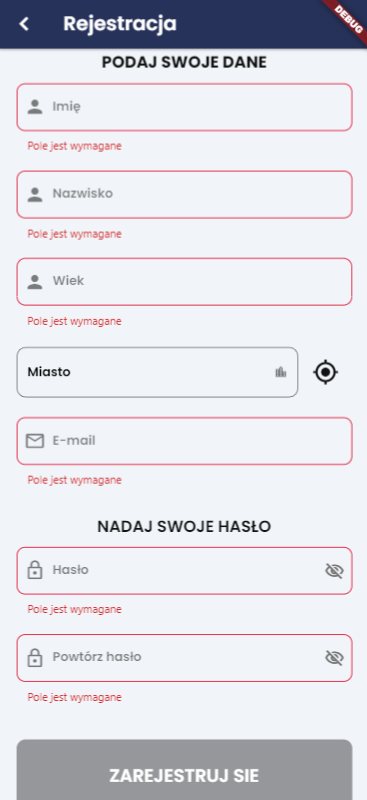 Rejestracja
DEBUG
PODAJ SWOJE DANE
Imię
Pole jest wymagane
Nazwisko
Pole jest wymagane
Wiek
Pole jest wymagane
Miasto
E-mail
Pole jest wymagane
NADAJ SWOJE HASŁO
Hasło
Pole jest wymagane
Powtórz hasło
Pole jest wymagane
ZAREJESTRUJ SIE